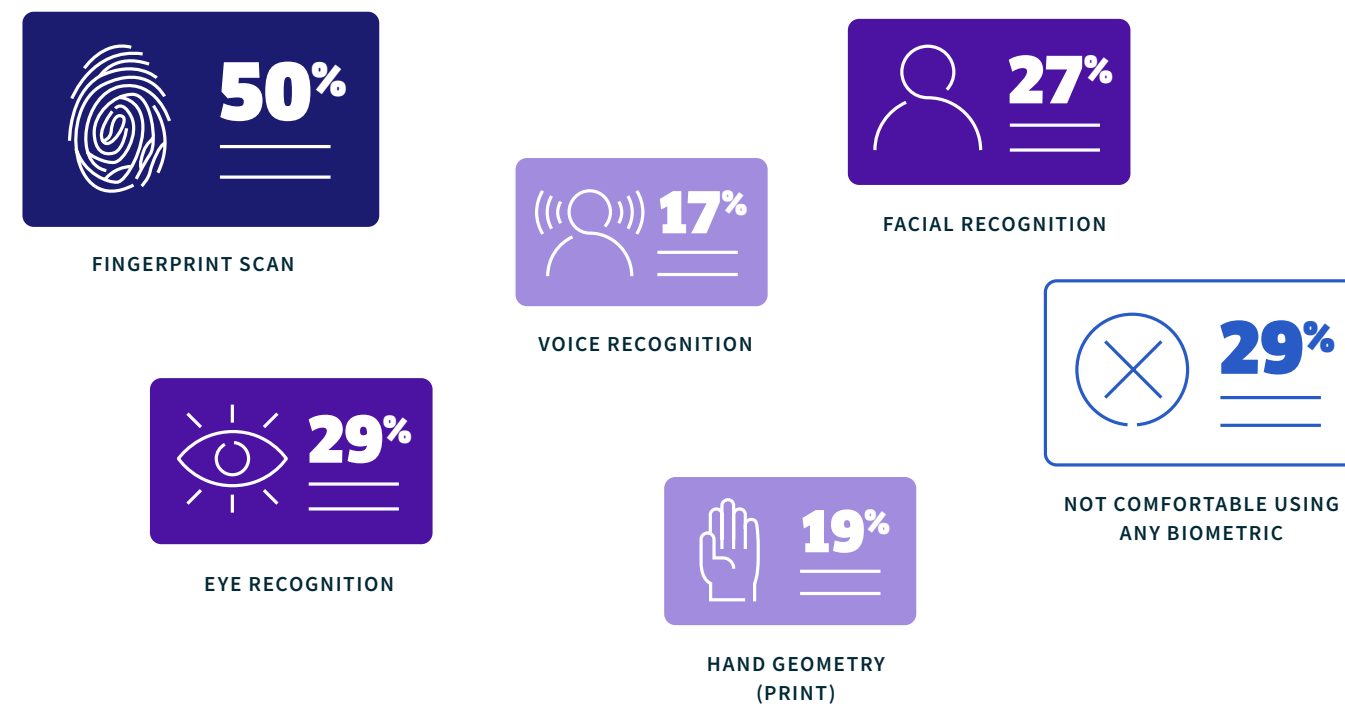 50%
FINGERPRINT SCAN
27%
FACIAL RECOGNITION
17%
VOICE RECOGNITION
29%
NOT COMFORTABLE USING
ANY BIOMETRIC
29%
EYE RECOGNITION
19%
HAND GEOMETRY
(PRINT)